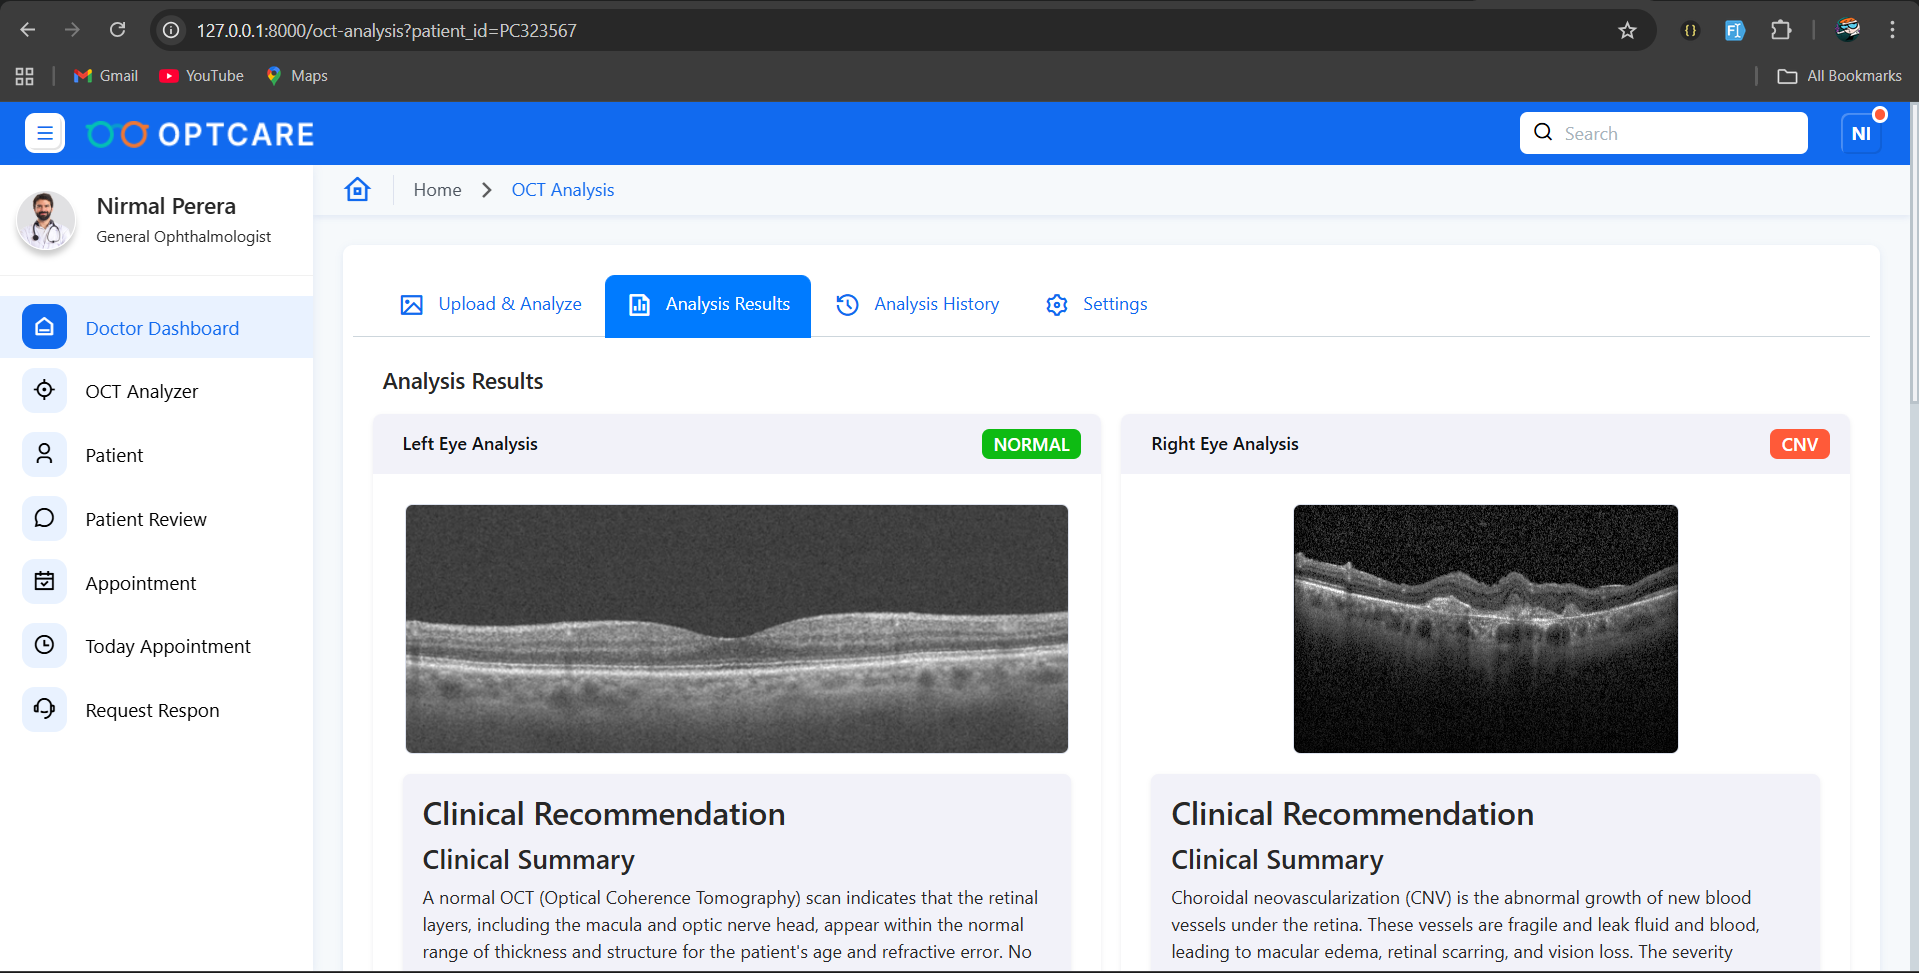 127.0.0.1:8000/oct-analysis?patient_id=PC323567
Gmail
YouTube
Maps
All Bookmarks
OPTCARE
Search
NI
Nirmal Perera
General Ophthalmologist
Home
OCT Analysis
Doctor Dashboard
OCT Analyzer
Patient
Patient Review
Appointment
Today Appointment
Request Respon
Upload & Analyze
Analysis Results
Analysis History
Settings
Analysis Results
Left Eye Analysis
NORMAL
Clinical Recommendation
Clinical Summary
A normal OCT (Optical Coherence Tomography) scan indicates that the retinal
layers, including the macula and optic nerve head, appear within the normal
range of thickness and structure for the patient's age and refractive error. No
Right Eye Analysis
CNV
Clinical Recommendation
Clinical Summary
Choroidal neovascularization (CNV) is the abnormal growth of new blood
vessels under the retina. These vessels are fragile and leak fluid and blood,
leading to macular edema, retinal scarring, and vision loss. The severity